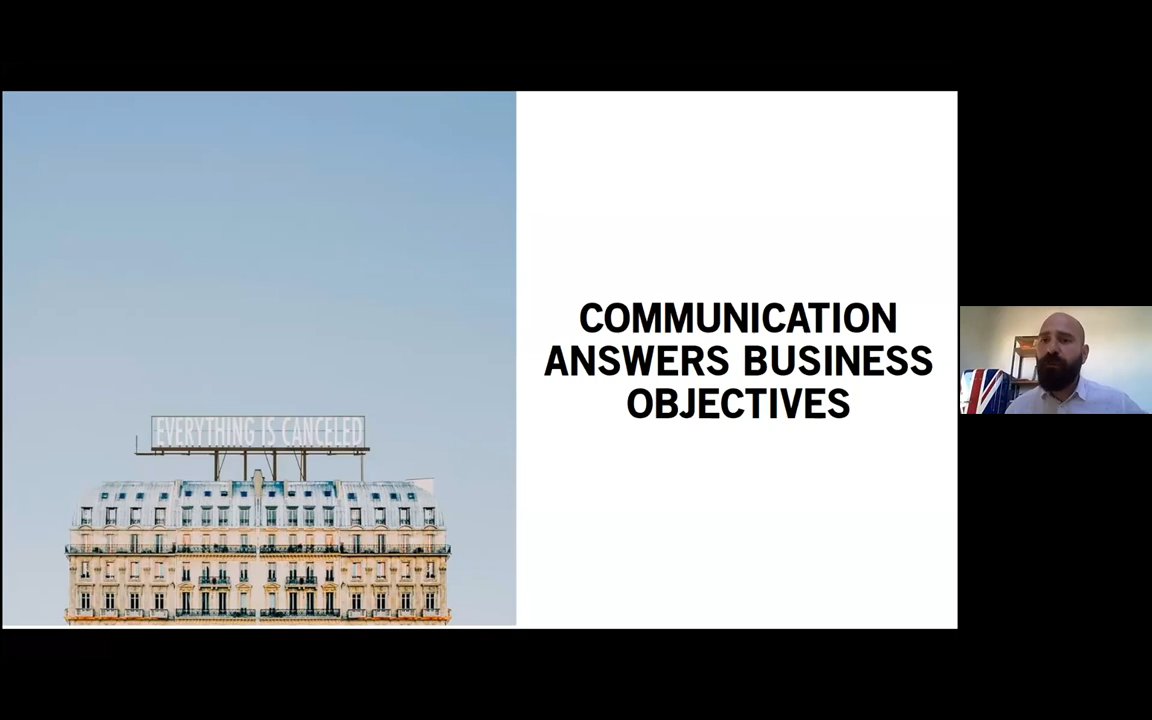 EVERYTHING IS CANCELED
COMMUNICATION
ANSWERS BUSINESS
OBJECTIVES